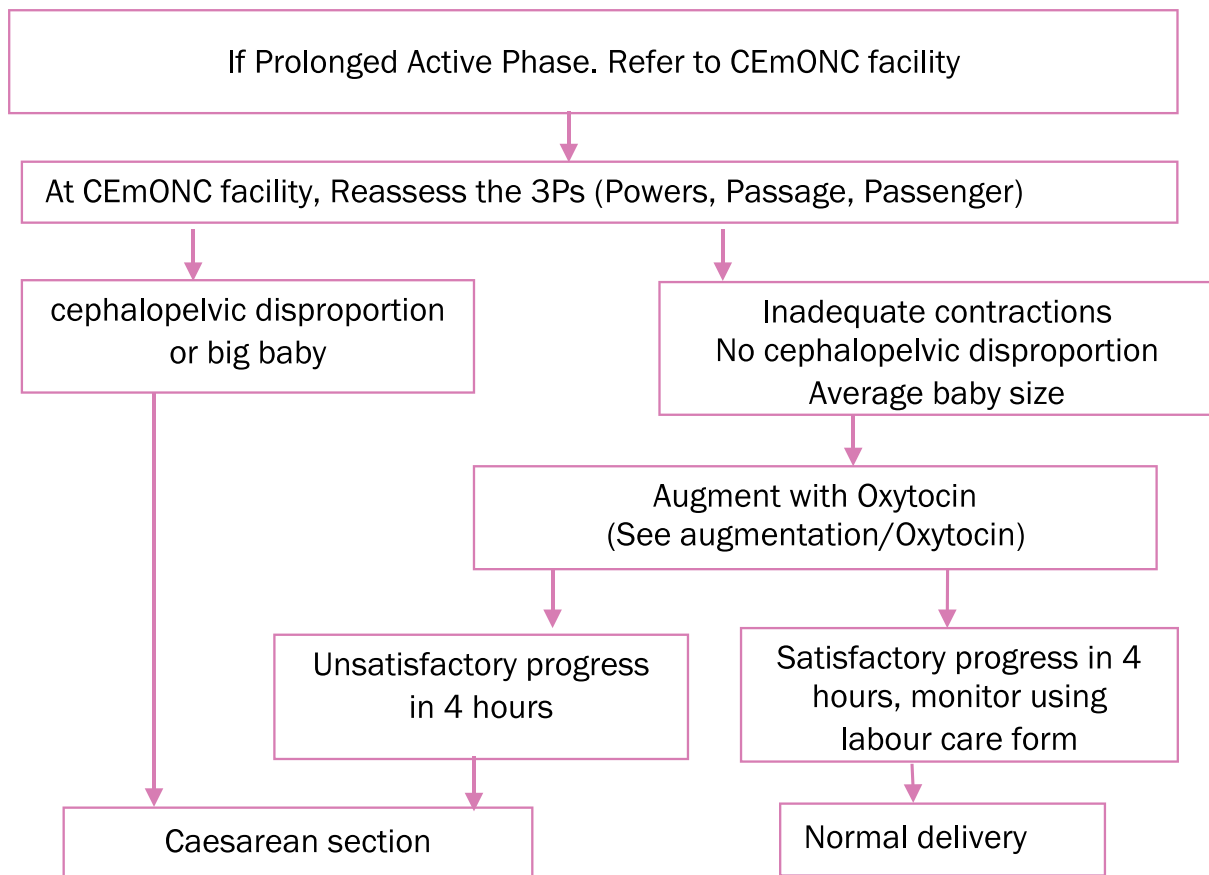 If Prolonged Active Phase. Refer to CEmONC facility
At CEmONC facility, Reassess the 3Ps (Powers, Passage, Passenger)
cephalopelvic disproportion
or big baby
Inadequate contractions
No cephalopelvic disproportion
Average baby size
Augment with Oxytocin
(See augmentation/Oxytocin)
Unsatisfactory progress
in 4 hours
Satisfactory progress in 4
hours, monitor using
labour care form
Caesarean section
Normal delivery